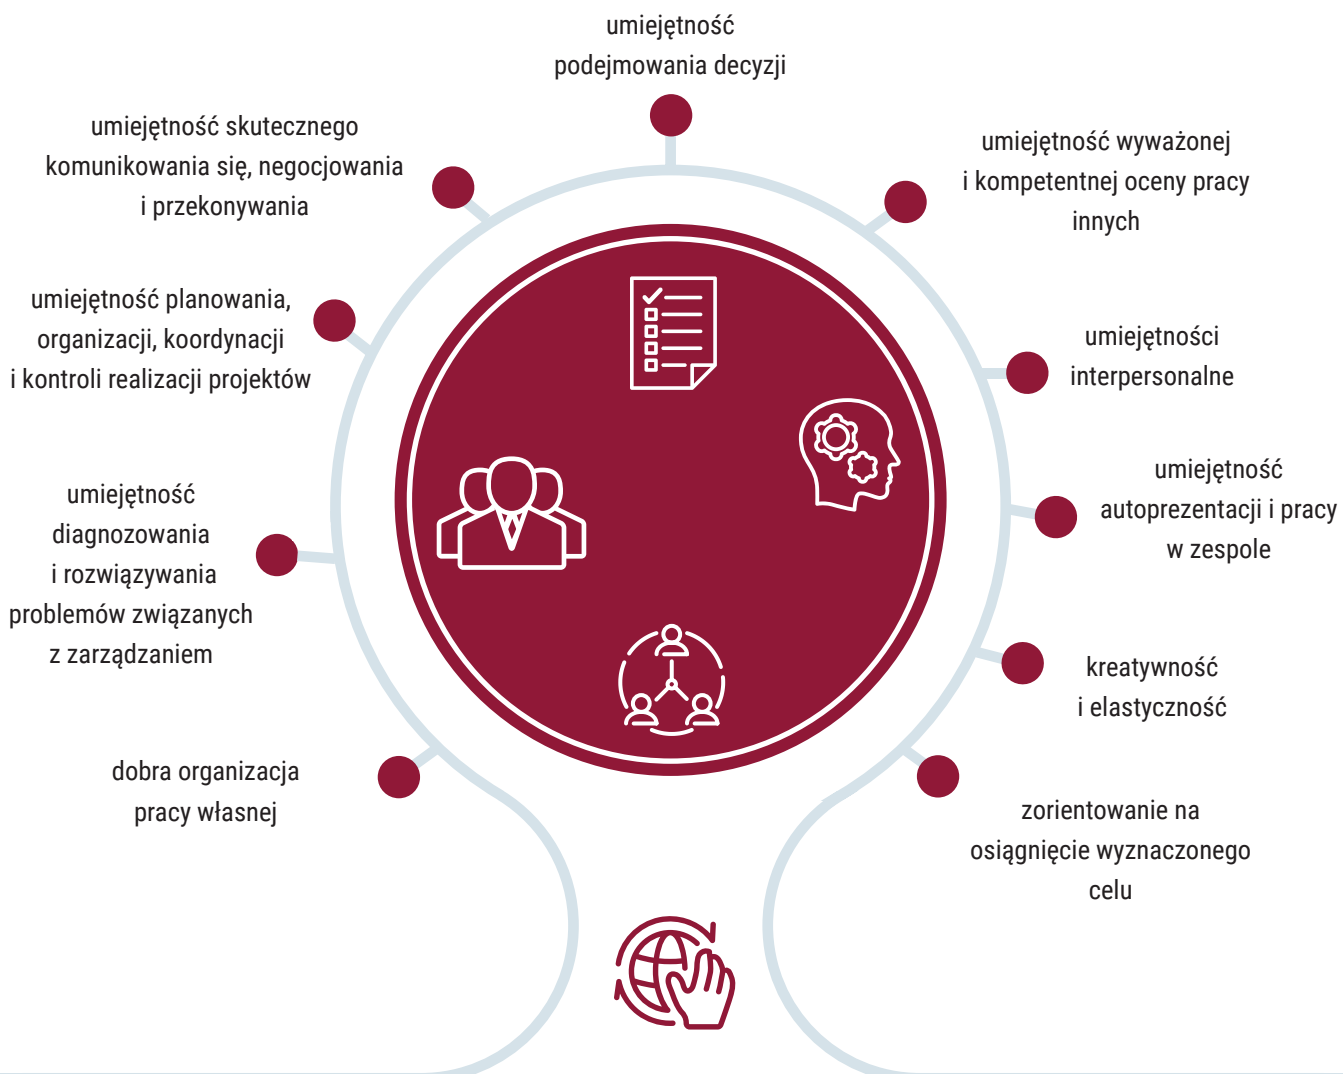 umiejętność
podejmowania decyzji
umiejętność skutecznego
komunikowania się, negocjowania
i przekonywania
umiejętność wyważonej
i kompetentnej oceny pracy
innych
umiejętność planowania,
organizacji, koordynacji
i kontroli realizacji projektów
umiejętności
interpersonalne
umiejętność
autoprezentacji i pracy
w zespole
umiejętność
diagnozowania
i rozwiązywania
problemów związanych
z zarządzaniem
kreatywność
i elastyczność
dobra organizacja
pracy własnej
zorientowanie na
osiągnięcie wyznaczonego
celu